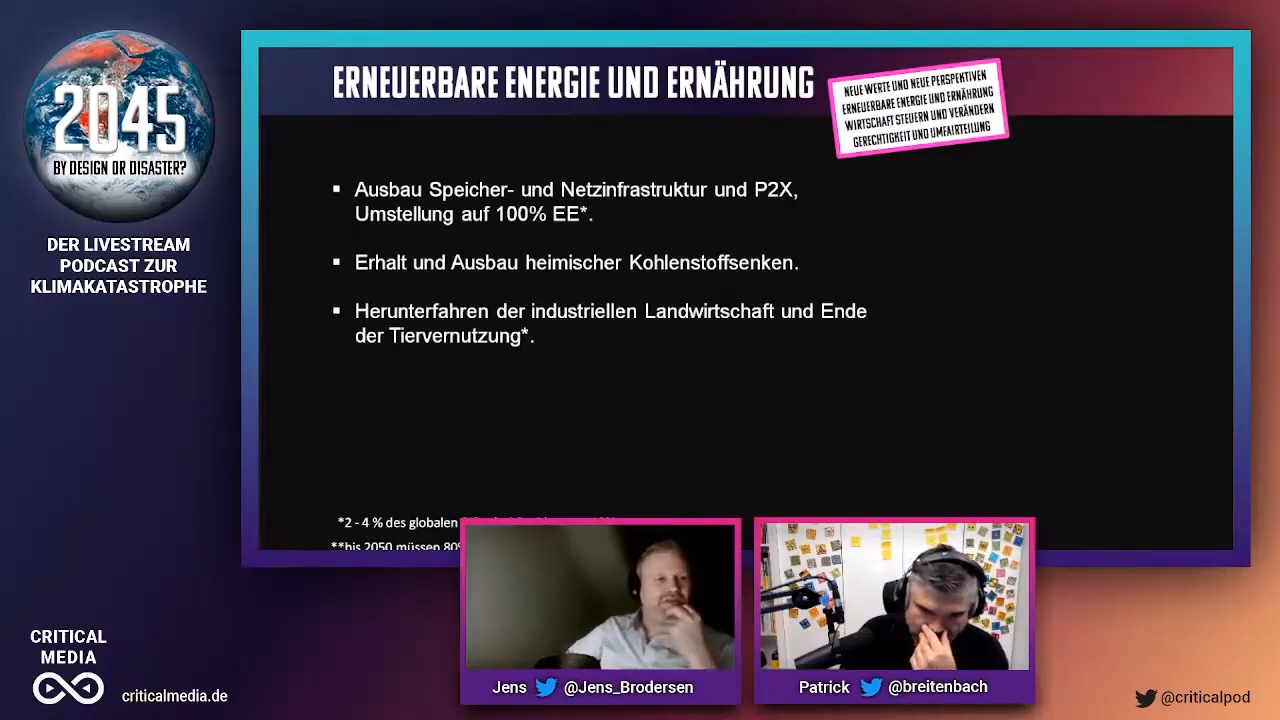 2045
BY DESIGN OR DISASTER?
DER LIVESTREAM
PODCAST ZUR
KLIMAKATASTROPHE
ERNEUERBARE ENERGIE UND ERNÄHRUNG
NEUE WERTE UND NEUE PERSPEKTIVEN
ERNEUERBARE ENERGIE UND ERNÄHRUNG
WIRTSCHAFT STEUERN UND VERÄNDERN
GERECHTIGKEIT UND UMFAIRTEILUNG
▪ Ausbau Speicher- und Netzinfrastruktur und P2X,
Umstellung auf 100% EE*.
▪ Erhalt und Ausbau heimischer Kohlenstoffsenken.
▪ Herunterfahren der industriellen Landwirtschaft und Ende
der Tiervernutzung*.
*2 - 4 % des globalen
**bis 2050 müssen 80%
Jens @Jens_Brodersen
Patrick @breitenbach
CRITICAL
MEDIA
criticalmedia.de
@criticalpod